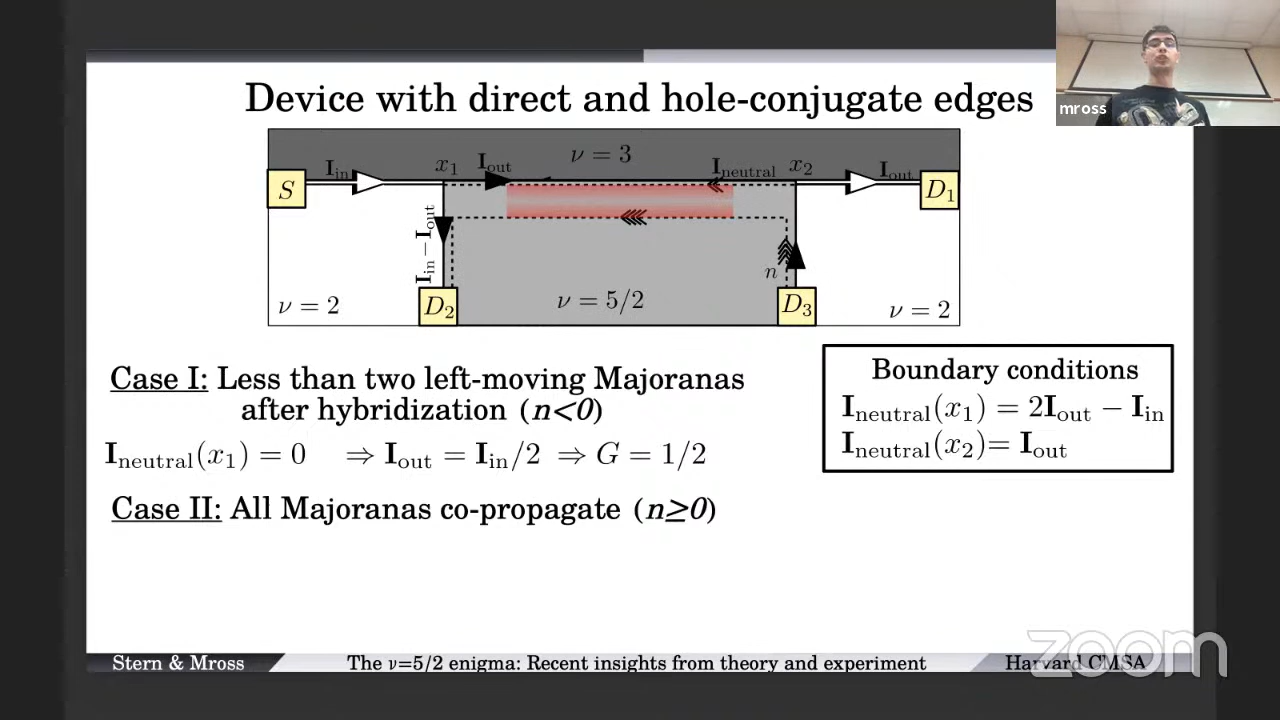 Device with direct and hole-conjugate edges
mross
ν = 3
I_in
x_1
I_out
I_neutral
x_2
I_out
S
D_1
I_in − I_out
n
D_2
D_3
ν = 2
ν = 5/2
ν = 2
Case I: Less than two left-moving Majoranas
after hybridization (n<0)
I_neutral(x_1) = 0 ⇒ I_out = I_in/2 ⇒ G = 1/2
Case II: All Majoranas co-propagate (n≥0)
Boundary conditions
I_neutral(x_1) = 2I_out − I_in
I_neutral(x_2)= I_out
Stern & Mross
The ν=5/2 enigma: Recent insights from theory and experiment
Harvard CMSA
zoom